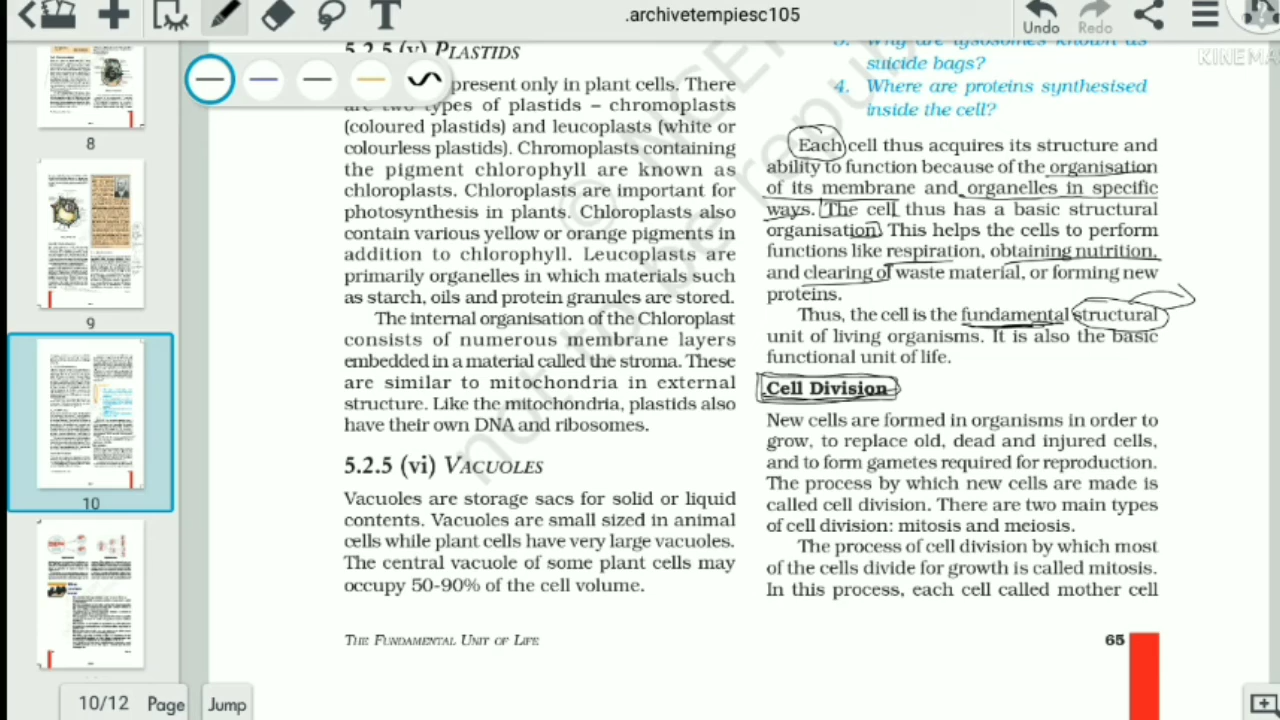 .archivetempiesc105
Undo
Redo
KINEMA
8
9
10
10/12 Page
Jump
5.2.5 (v) PLASTIDS
present only in plant cells. There
are two types of plastids – chromoplasts
(coloured plastids) and leucoplasts (white or
colourless plastids). Chromoplasts containing
the pigment chlorophyll are known as
chloroplasts. Chloroplasts are important for
photosynthesis in plants. Chloroplasts also
contain various yellow or orange pigments in
addition to chlorophyll. Leucoplasts are
primarily organelles in which materials such
as starch, oils and protein granules are stored.
The internal organisation of the Chloroplast
consists of numerous membrane layers
embedded in a material called the stroma. These
are similar to mitochondria in external
structure. Like the mitochondria, plastids also
have their own DNA and ribosomes.
5.2.5 (vi) VACUOLES
Vacuoles are storage sacs for solid or liquid
contents. Vacuoles are small sized in animal
cells while plant cells have very large vacuoles.
The central vacuole of some plant cells may
occupy 50-90% of the cell volume.
3. Why are lysosomes known as
suicide bags?
4. Where are proteins synthesised
inside the cell?
Each cell thus acquires its structure and
ability to function because of the organisation
of its membrane and organelles in specific
ways. The cell thus has a basic structural
organisation. This helps the cells to perform
functions like respiration, obtaining nutrition,
and clearing of waste material, or forming new
proteins.
Thus, the cell is the fundamental structural
unit of living organisms. It is also the basic
functional unit of life.
Cell Division
New cells are formed in organisms in order to
grow, to replace old, dead and injured cells,
and to form gametes required for reproduction.
The process by which new cells are made is
called cell division. There are two main types
of cell division: mitosis and meiosis.
The process of cell division by which most
of the cells divide for growth is called mitosis.
In this process, each cell called mother cell
THE FUNDAMENTAL UNIT OF LIFE
65